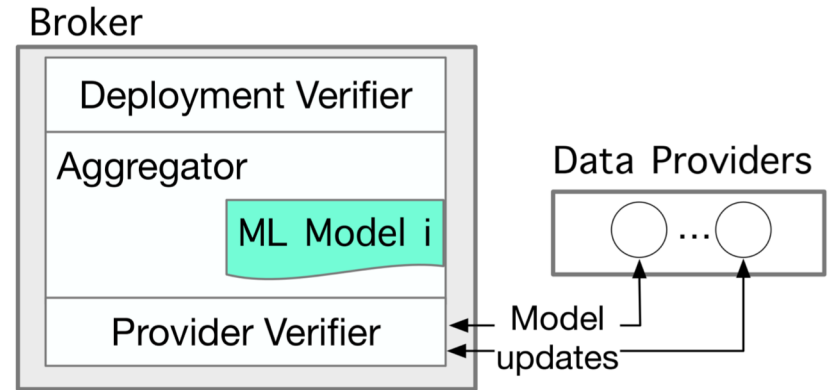 Broker
Deployment Verifier
Aggregator
ML Model i
Provider Verifier
Data Providers
...
Model
updates